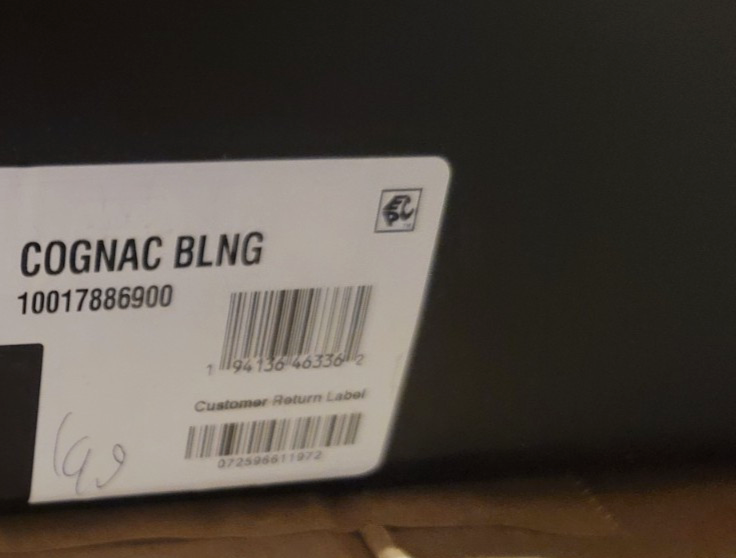 COGNAC BLNG
10017886900
1 94136 46336 2
Customer Return Label
072598611972